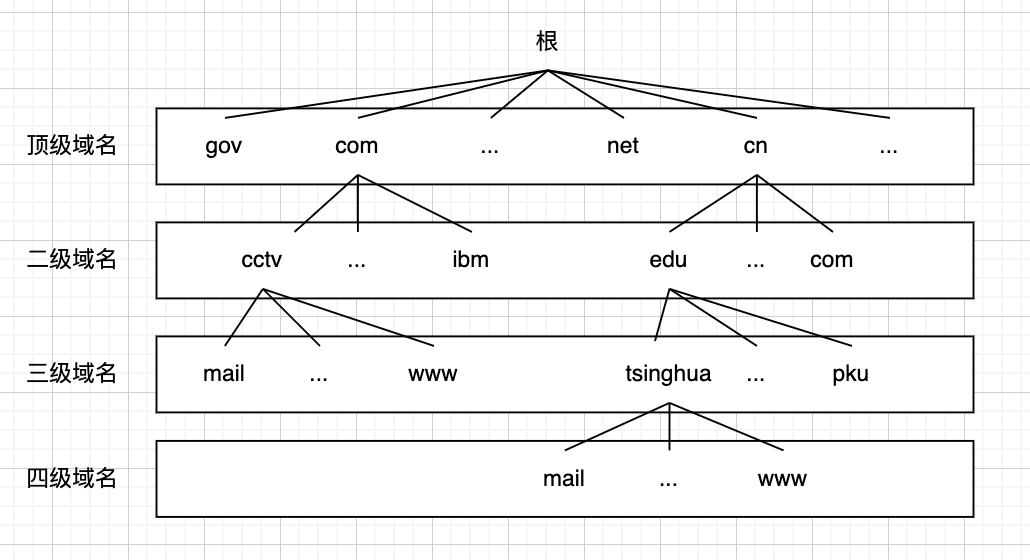 根
顶级域名 gov com ... net cn ...
二级域名 cctv ... ibm edu ... com
三级域名 mail ... www tsinghua ... pku
四级域名 mail ... www